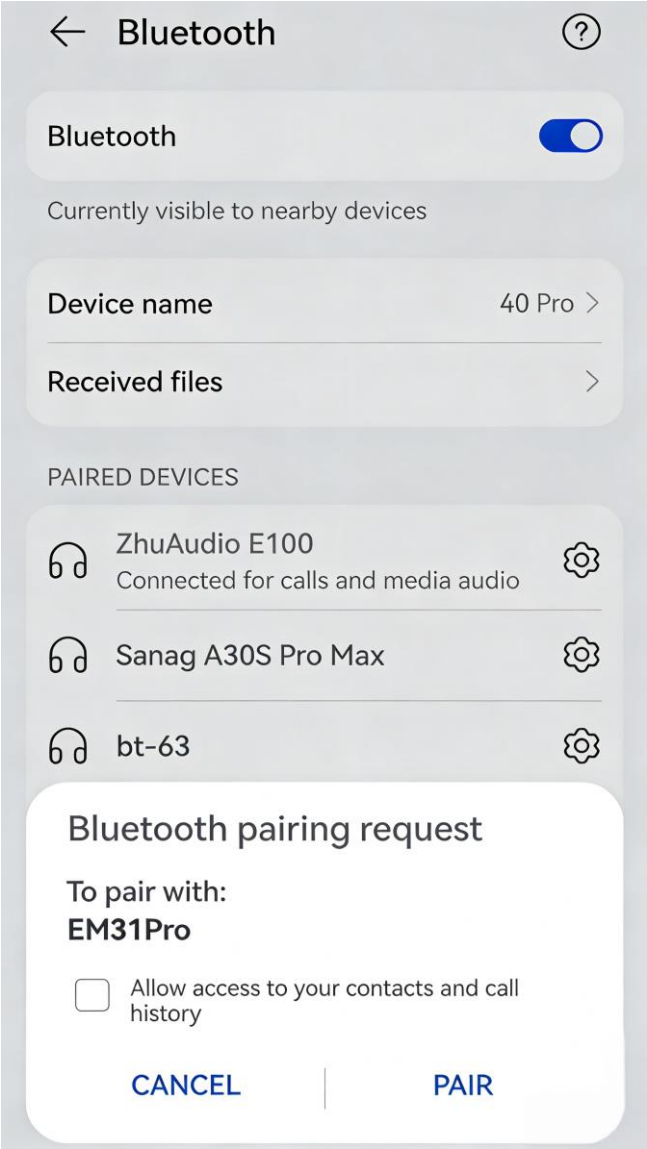 Bluetooth
Bluetooth
Currently visible to nearby devices
Device name 40 Pro
Received files
PAIRED DEVICES
ZhuAudio E100
Connected for calls and media audio
Sanag A30S Pro Max
bt-63
Bluetooth pairing request
To pair with:
EM31Pro
Allow access to your contacts and call
history
CANCEL PAIR